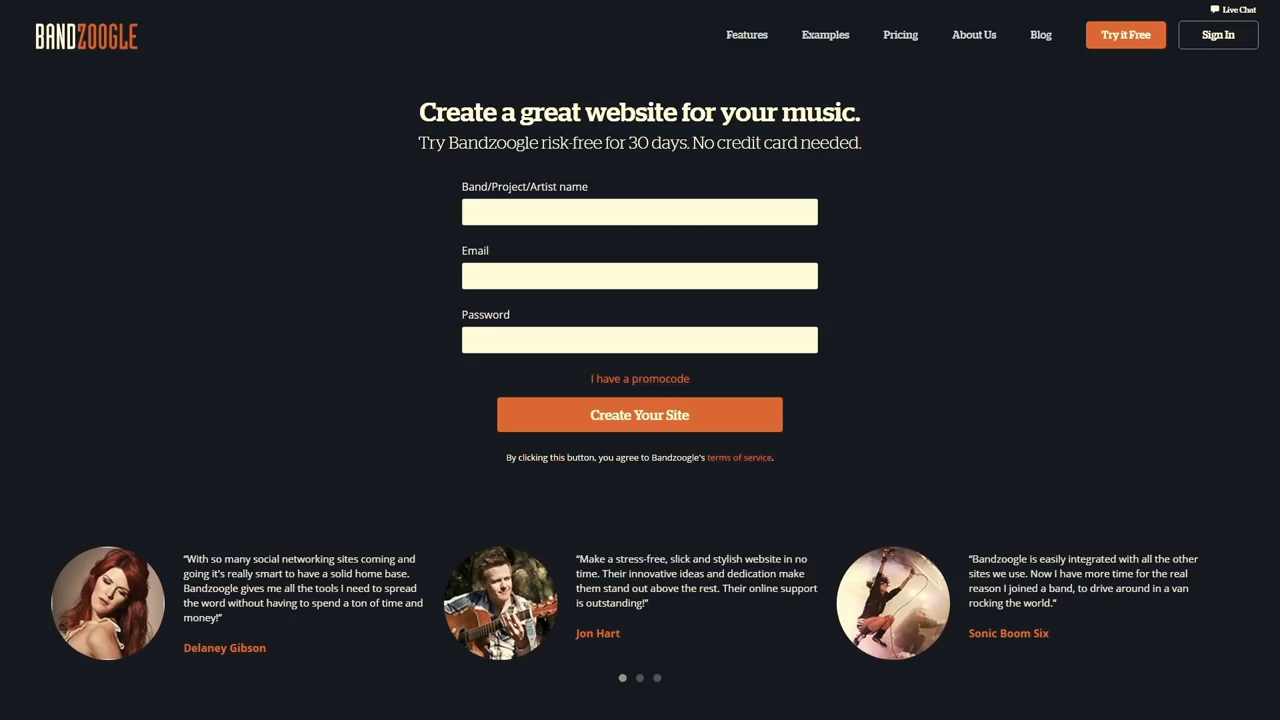 Live Chat
BANDZOOGLE
Features
Examples
Pricing
About Us
Blog
Try it Free
Sign In
Create a great website for your music.
Try Bandzoogle risk-free for 30 days. No credit card needed.
Band/Project/Artist name
Email
Password
I have a promocode
Create Your Site
By clicking this button, you agree to Bandzoogle's terms of service.
“With so many social networking sites coming and
going it's really smart to have a solid home base.
Bandzoogle gives me all the tools I need to spread
the word without having to spend a ton of time and
money!”
Delaney Gibson
“Make a stress-free, slick and stylish website in no
time. Their innovative ideas and dedication make
them stand out above the rest. Their online support
is outstanding!”
Jon Hart
“Bandzoogle is easily integrated with all the other
sites we use. Now I have more time for the real
reason I joined a band, to drive around in a van
rocking the world.”
Sonic Boom Six